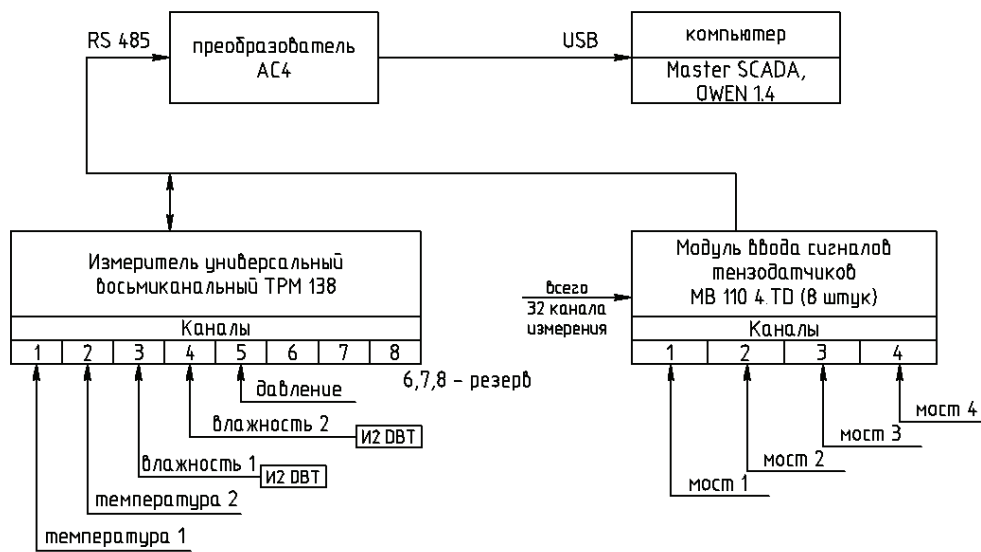 RS 485
преобразователь
АС4
USB
компьютер
Master SCADA,
OWEN 1.4
Измеритель универсальный
восьмиканальный ТРМ 138
Каналы
1 2 3 4 5 6 7 8
6,7,8 - резерв
давление
влажность 2
И2 DBT
влажность 1
И2 DBT
температура 2
температура 1
всего
32 канала
измерения
Модуль ввода сигналов
тензодатчиков
МВ 110 4.TD (8 штук)
Каналы
1 2 3 4
мост 4
мост 3
мост 2
мост 1